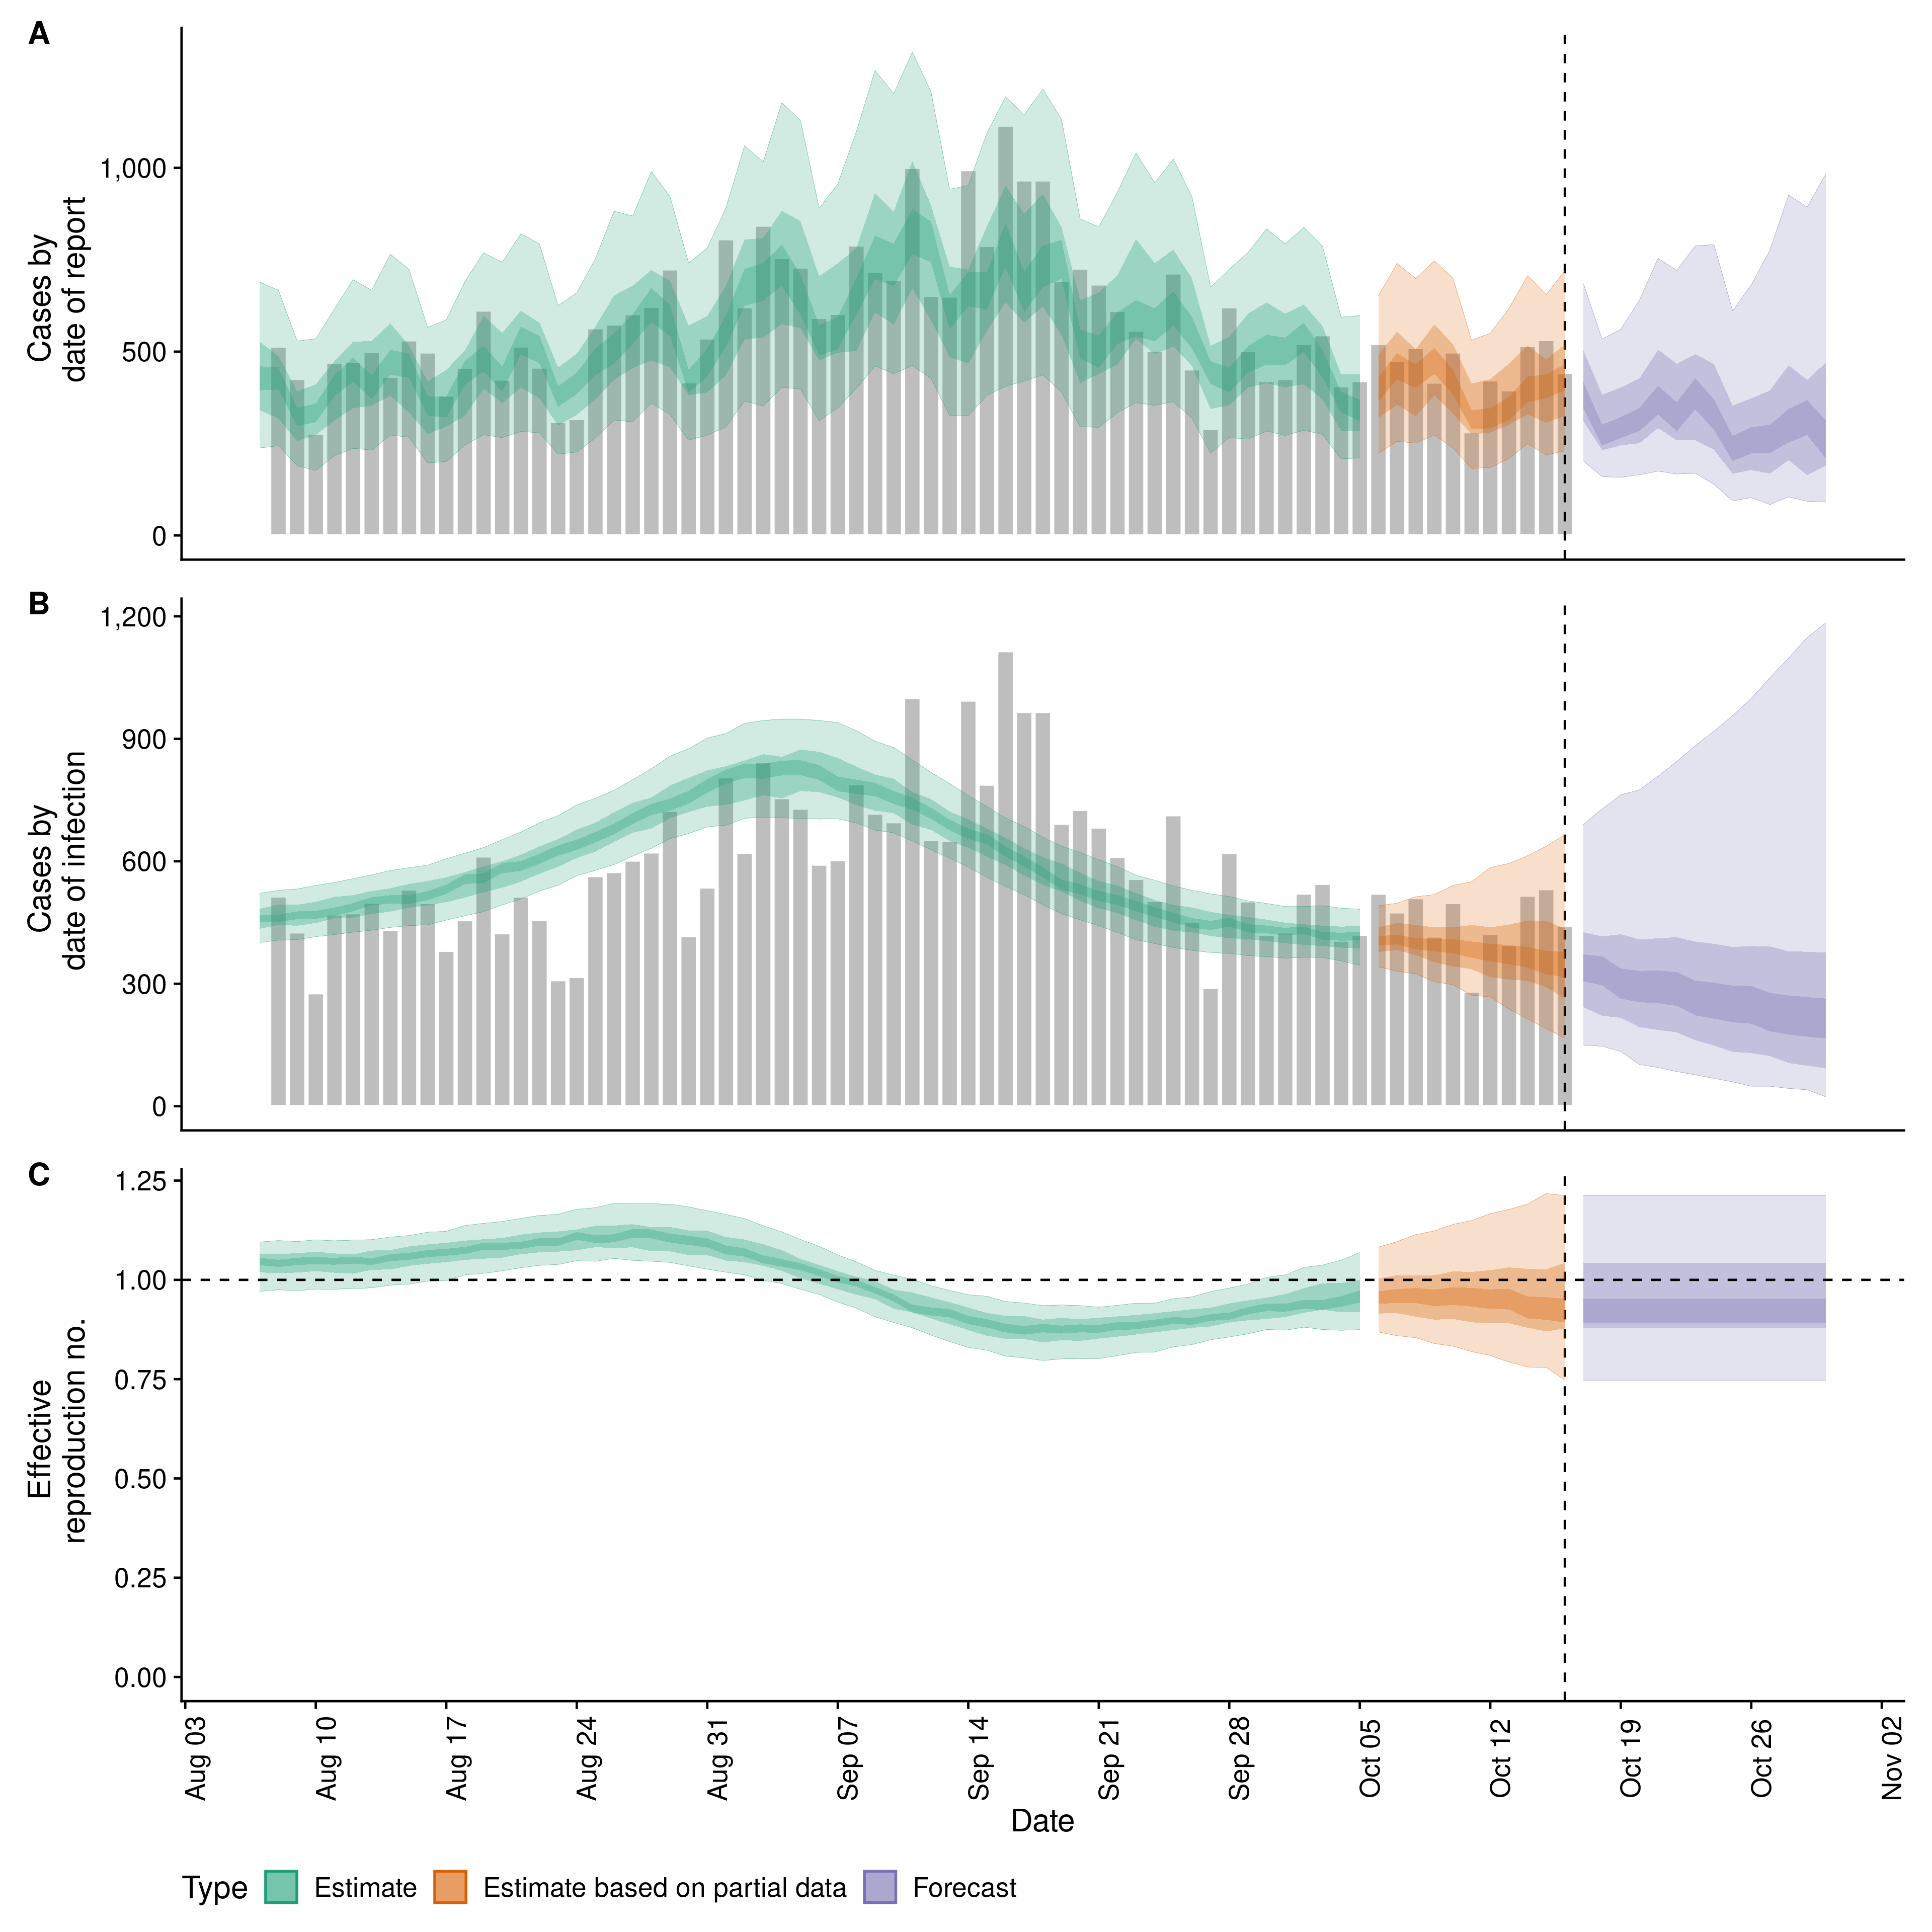 A
Cases by
date of report
1,000
500
0
B
Cases by
date of infection
1,200
900
600
300
0
C
Effective
reproduction no.
1.25
1.00
0.75
0.50
0.25
0.00
Aug 03
Aug 10
Aug 17
Aug 24
Aug 31
Sep 07
Sep 14
Sep 21
Sep 28
Oct 05
Oct 12
Oct 19
Oct 26
Nov 02
Date
Type Estimate Estimate based on partial data Forecast